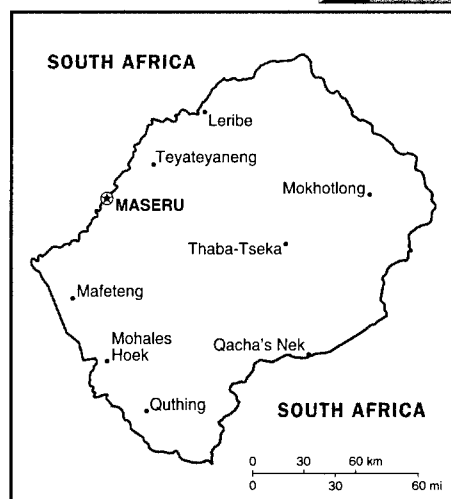 SOUTH AFRICA
Leribe
Teyateyaneng
Mokhotlong
MASERU
Thaba-Tseka
Mafeteng
Mohales
Hoek
Qacha's Nek
Quthing
SOUTH AFRICA
0 30 60 km
0 30 60 mi